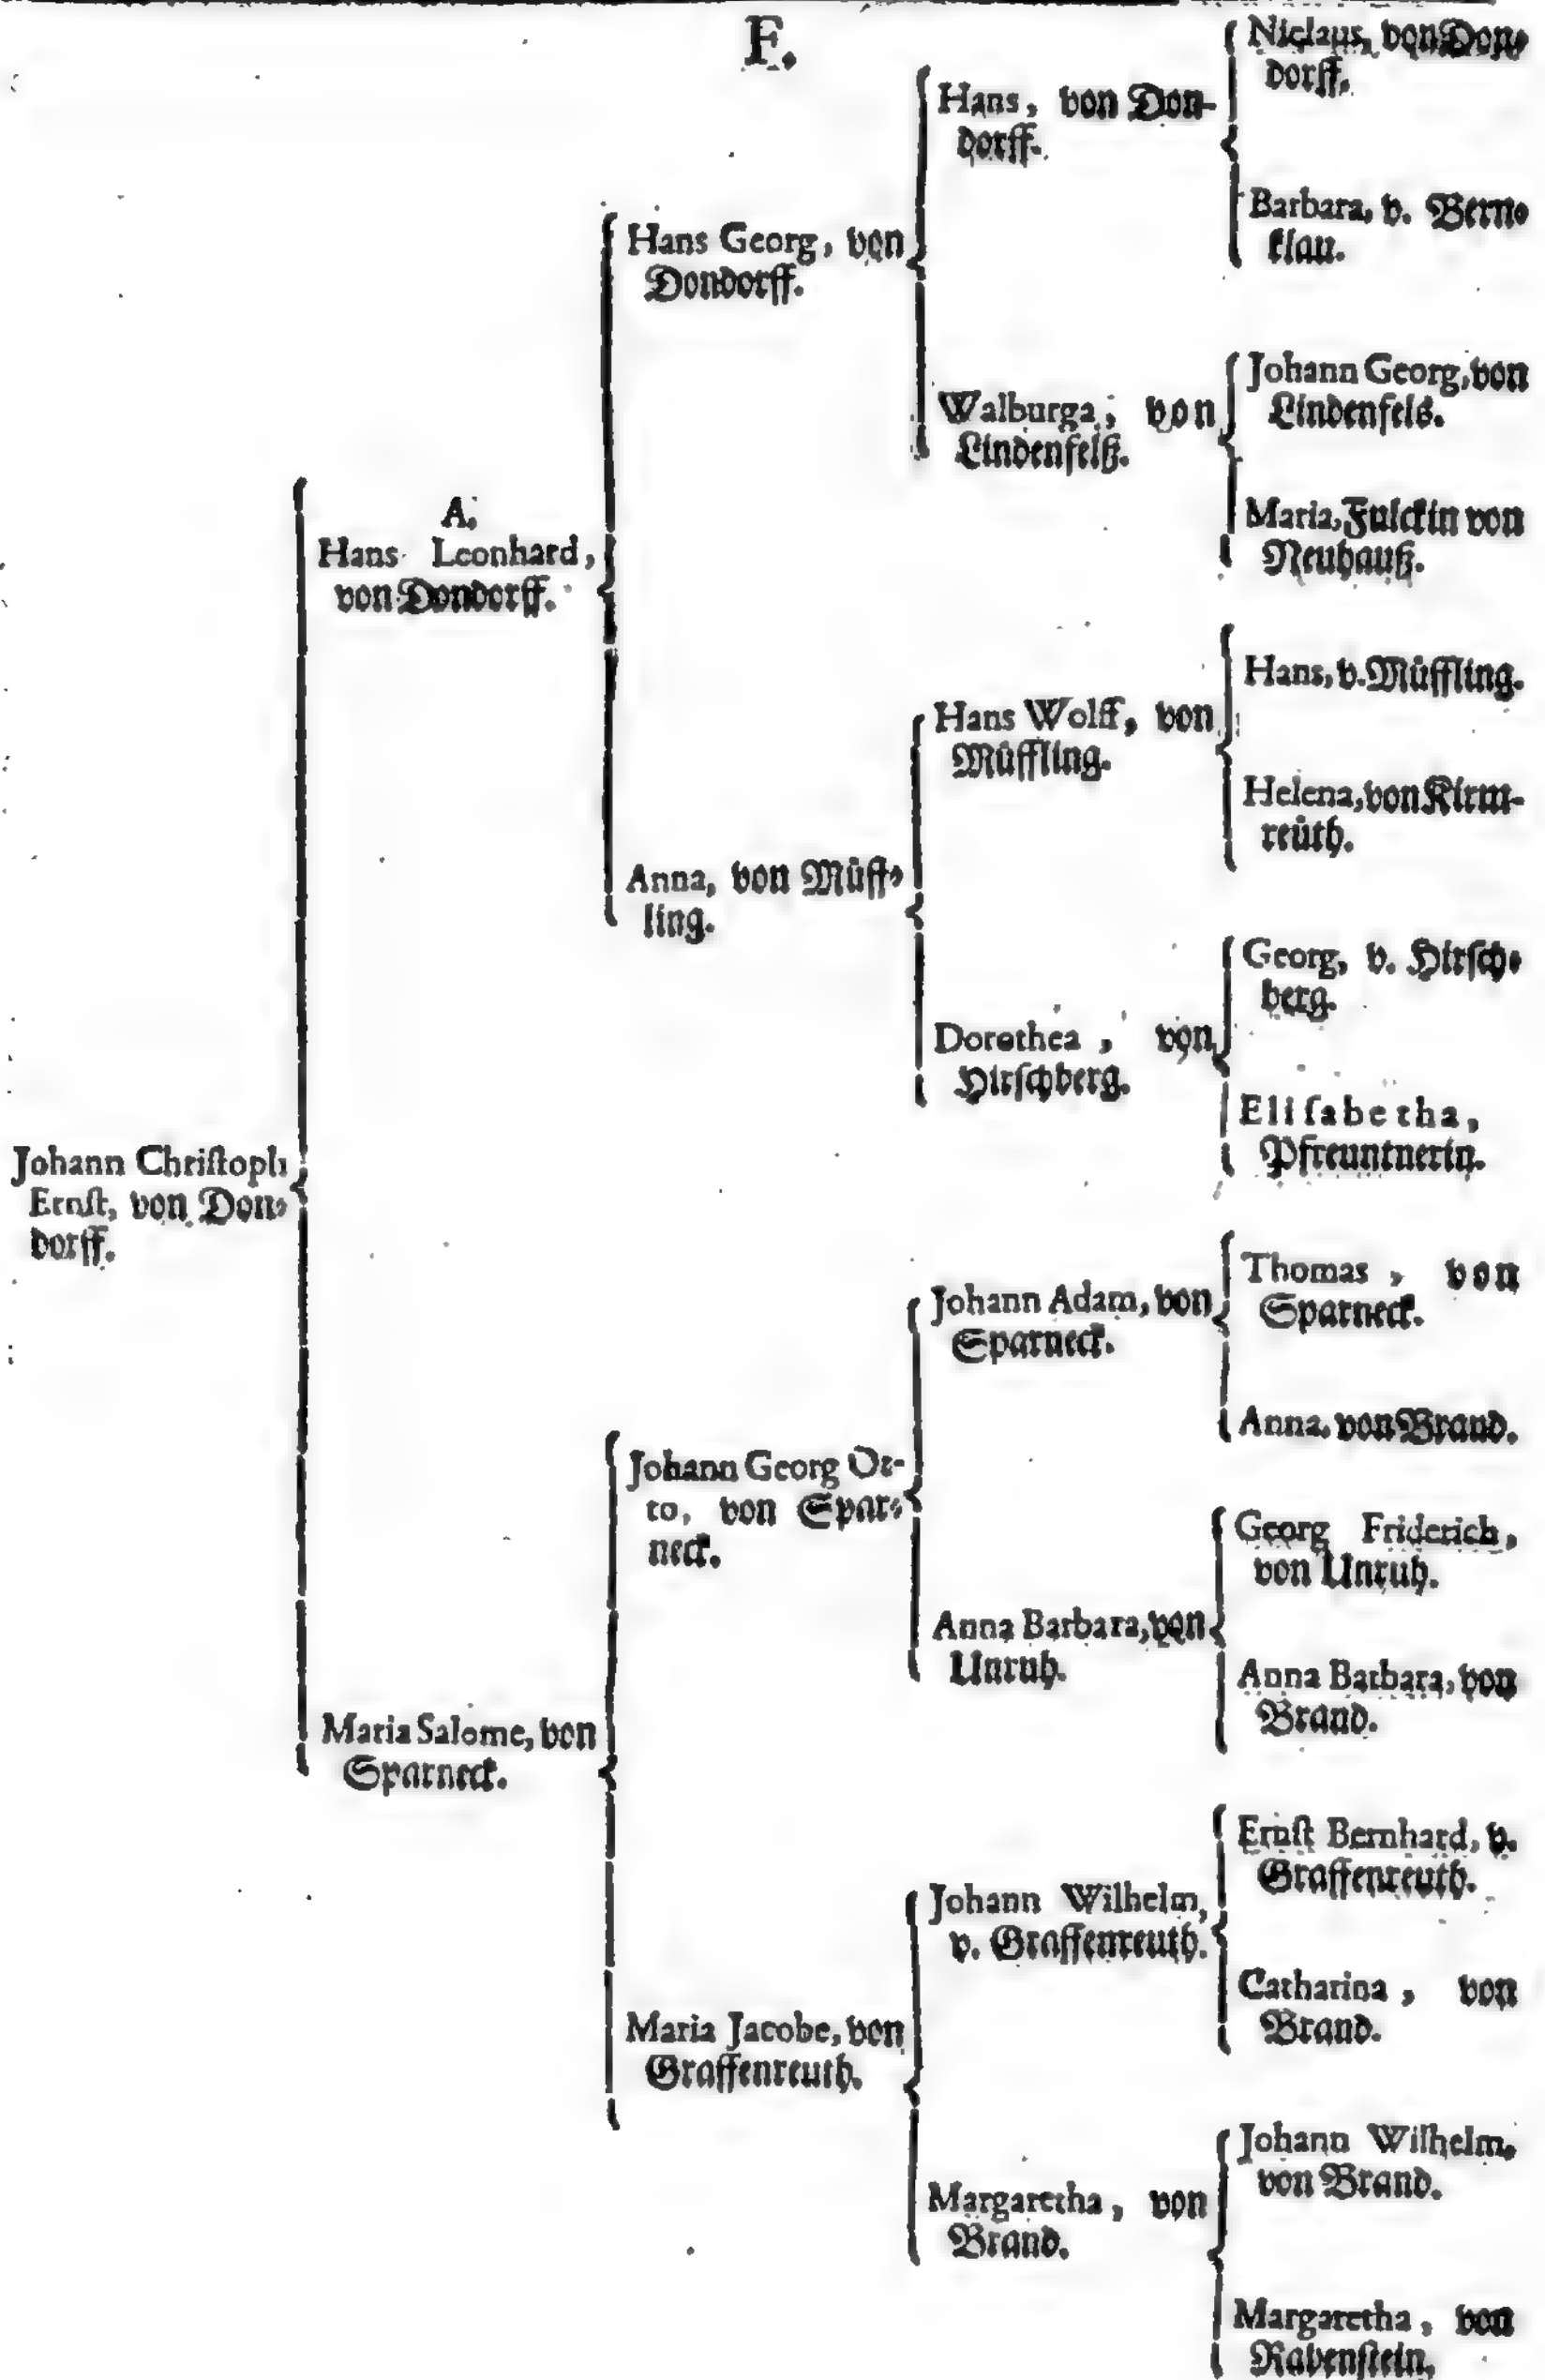 F.
Johann Christoph
Ernst, von Don-
dorff.
A.
Hans Leonhard,
von Dondorff.
Maria Salome, von
Sparneck.
Hans Georg, von
Dondorff.
Anna, von Müff-
ling.
Johann Georg Ot-
to, von Spar-
neck.
Maria Jacobe, von
Graffenreuth.
Hans, von Don-
dorff.
Walburga, von
Lindenfelß.
Hans Wolff, von
Müffling.
Dorothea, von
Hirschberg.
Johann Adam, von
Sparneck.
Anna Barbara, von
Unruh.
Johann Wilhelm,
v. Graffenreuth.
Margaretha, von
Brand.
Niclaus, von Don-
dorff.
Barbara, v. Bern-
klau.
Johann Georg, von
Lindenfels.
Maria, Fulckin von
Neuhauß.
Hans, v. Müffling.
Helena, von Kirm-
reüth.
Georg, v. Hirsch-
berg.
Elisabetha,
Pfreuntnerin.
Thomas, von
Sparneck.
Anna, von Brand.
Georg Friderich,
von Unruh.
Anna Barbara, von
Brand.
Ernst Bernhard, v.
Graffenreuth.
Catharina, von
Brand.
Johann Wilhelm,
von Brand.
Margaretha, von
Rabenstein.